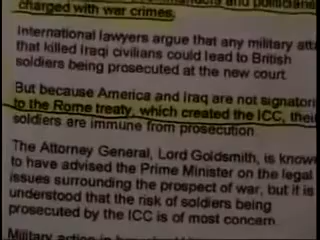 and politicians
charged with war crimes.
International lawyers argue that any military
that killed Iraqi civilians could lead to British
soldiers being prosecuted at the new court.
But because America and Iraq are not
to the Rome treaty, which created the ICC,
soldiers are immune from prosecution
The Attorney General, Lord Goldsmith, is
to have advised the Prime Minister on the legal
issues surrounding the prospect of war, but it is
understood that the risk of soldiers being
prosecuted by the ICC is of most concern
Military